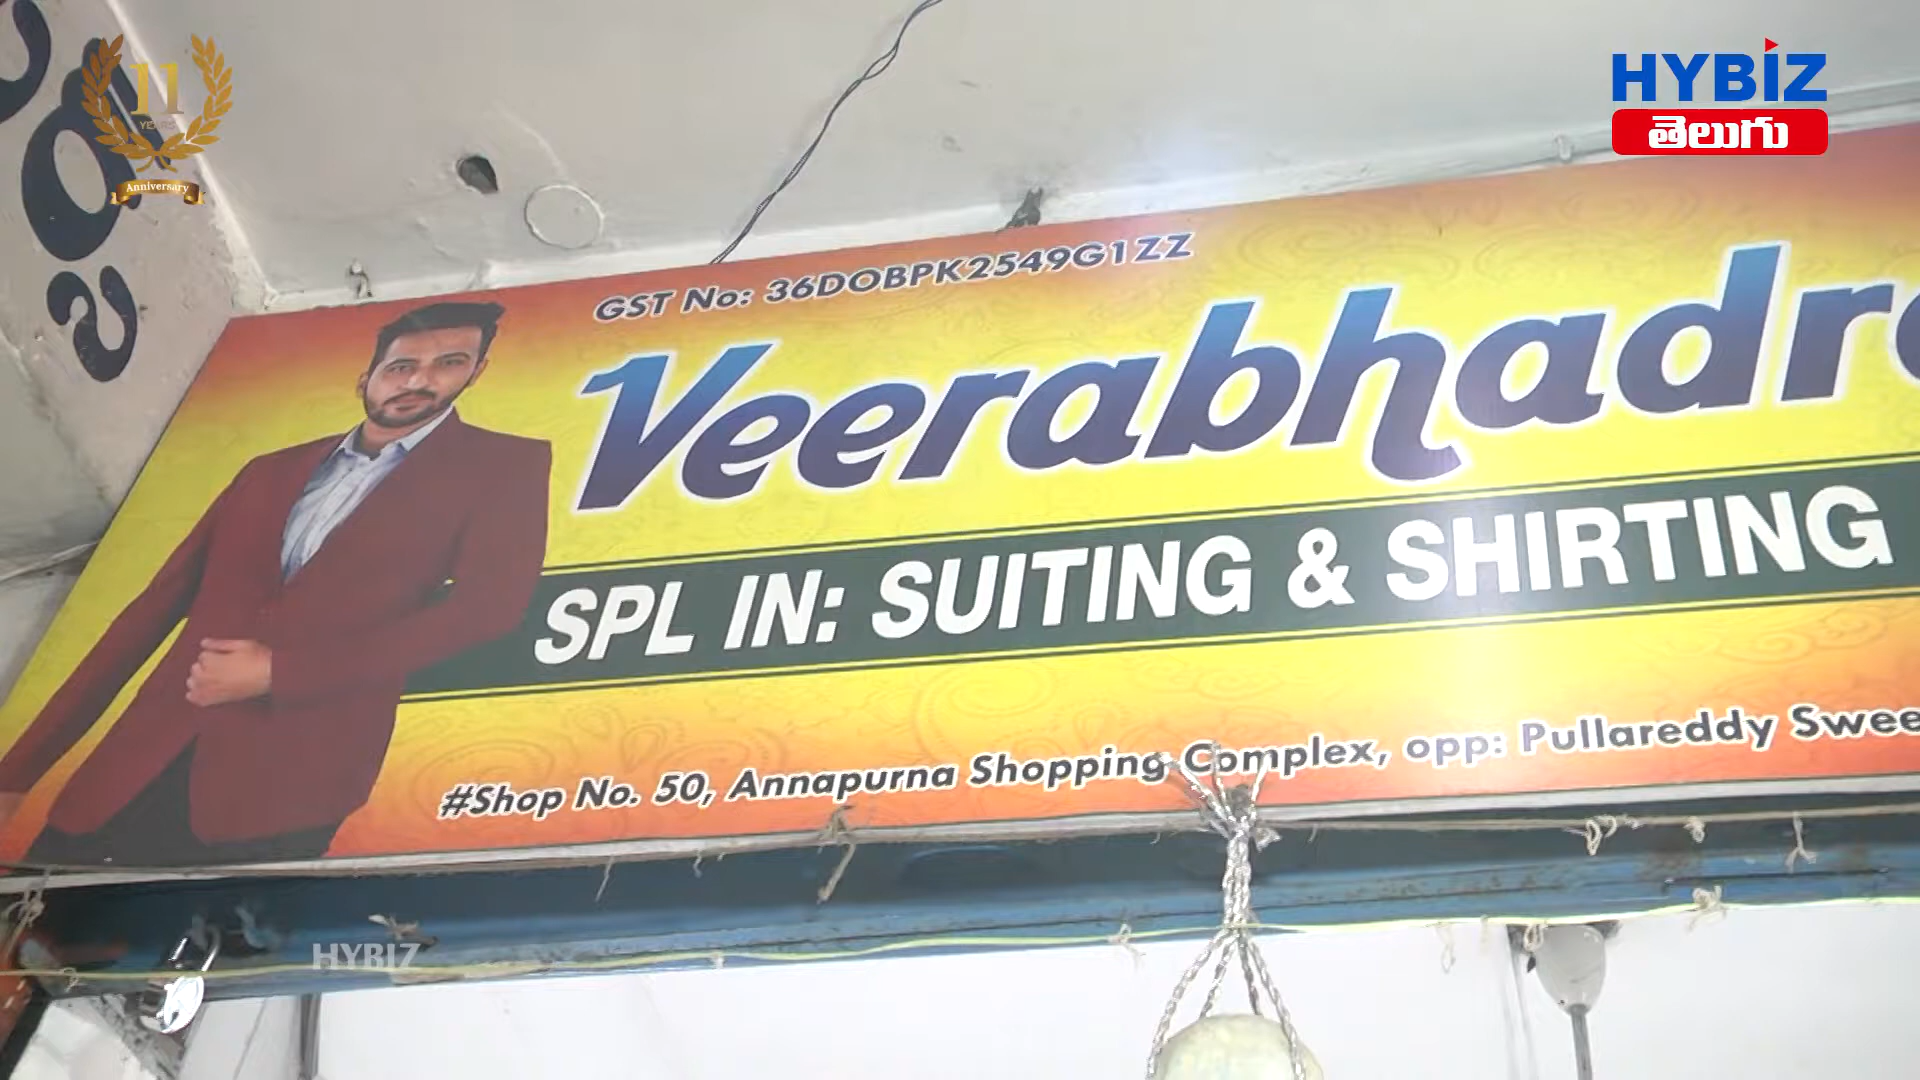 11
YEARS
Anniversary
HYBIZ
తెలుగు
GST No: 36DOBPK2549G1ZZ
Veerabhadr
SPL IN: SUITING & SHIRTING
#Shop No. 50, Annapurna Shopping Complex, opp: Pullareddy Swee
HYBIZ